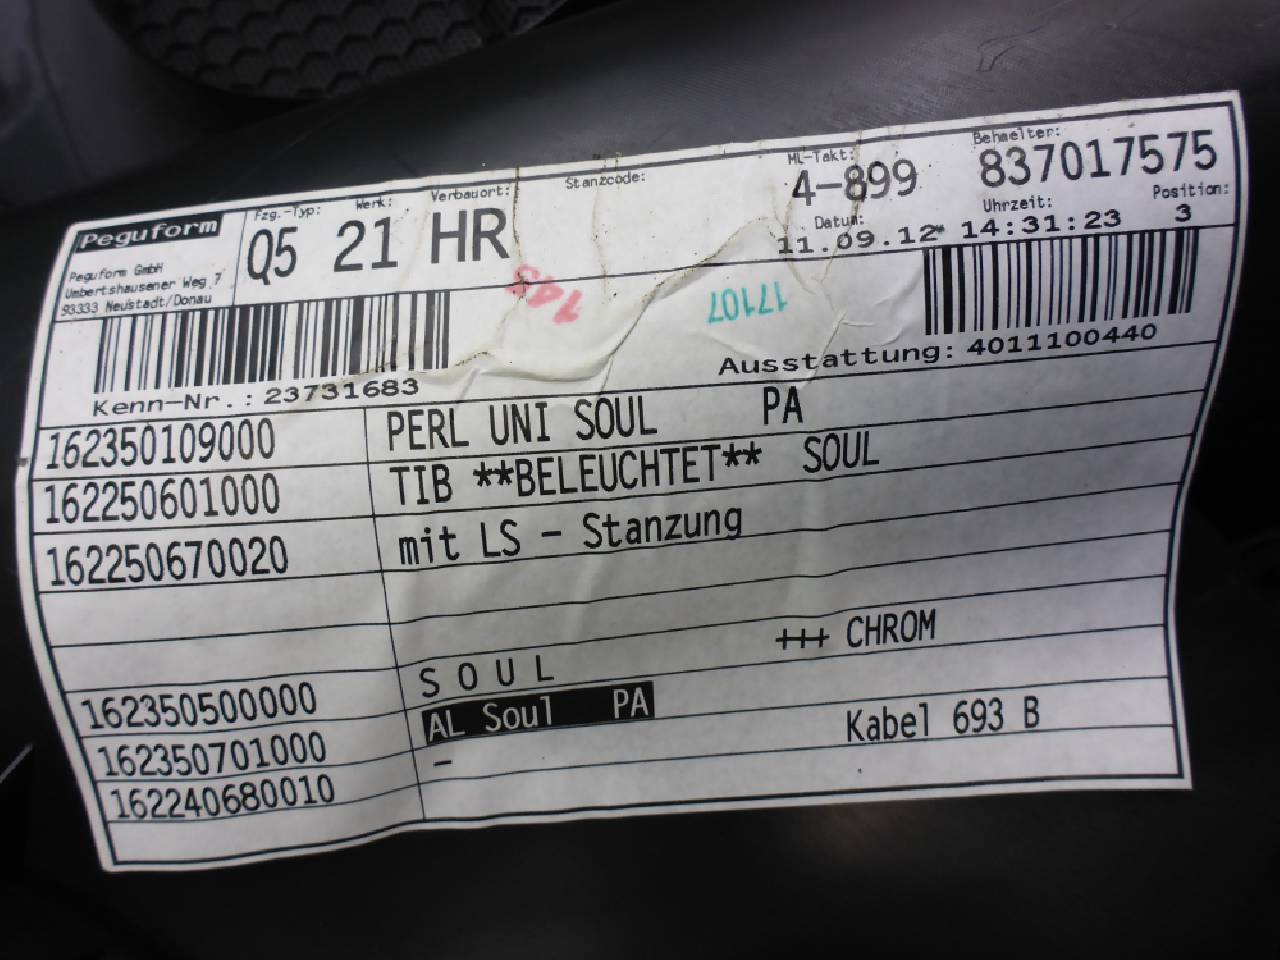 Peguform
Peguform GmbH
Umbertshausener Weg 7
93333 Neustadt/Donau
Fzg.-Typ: Werk: Verbauort: Stanzcode: ML-Takt: Behaelter:
Q5 21 HR 4-899 837017575
Datum: Uhrzeit: Position:
11.09.12 14:31:23 3
17107
Kenn-Nr.: 23731683
Ausstattung: 4011100440
162350109000 PERL UNI SOUL PA
162250601000 TIB **BELEUCHTET** SOUL
162250670020 mit LS - Stanzung
+++ CHROM
162350500000 S O U L
162350701000 AL Soul PA Kabel 693 B
162240680010 -